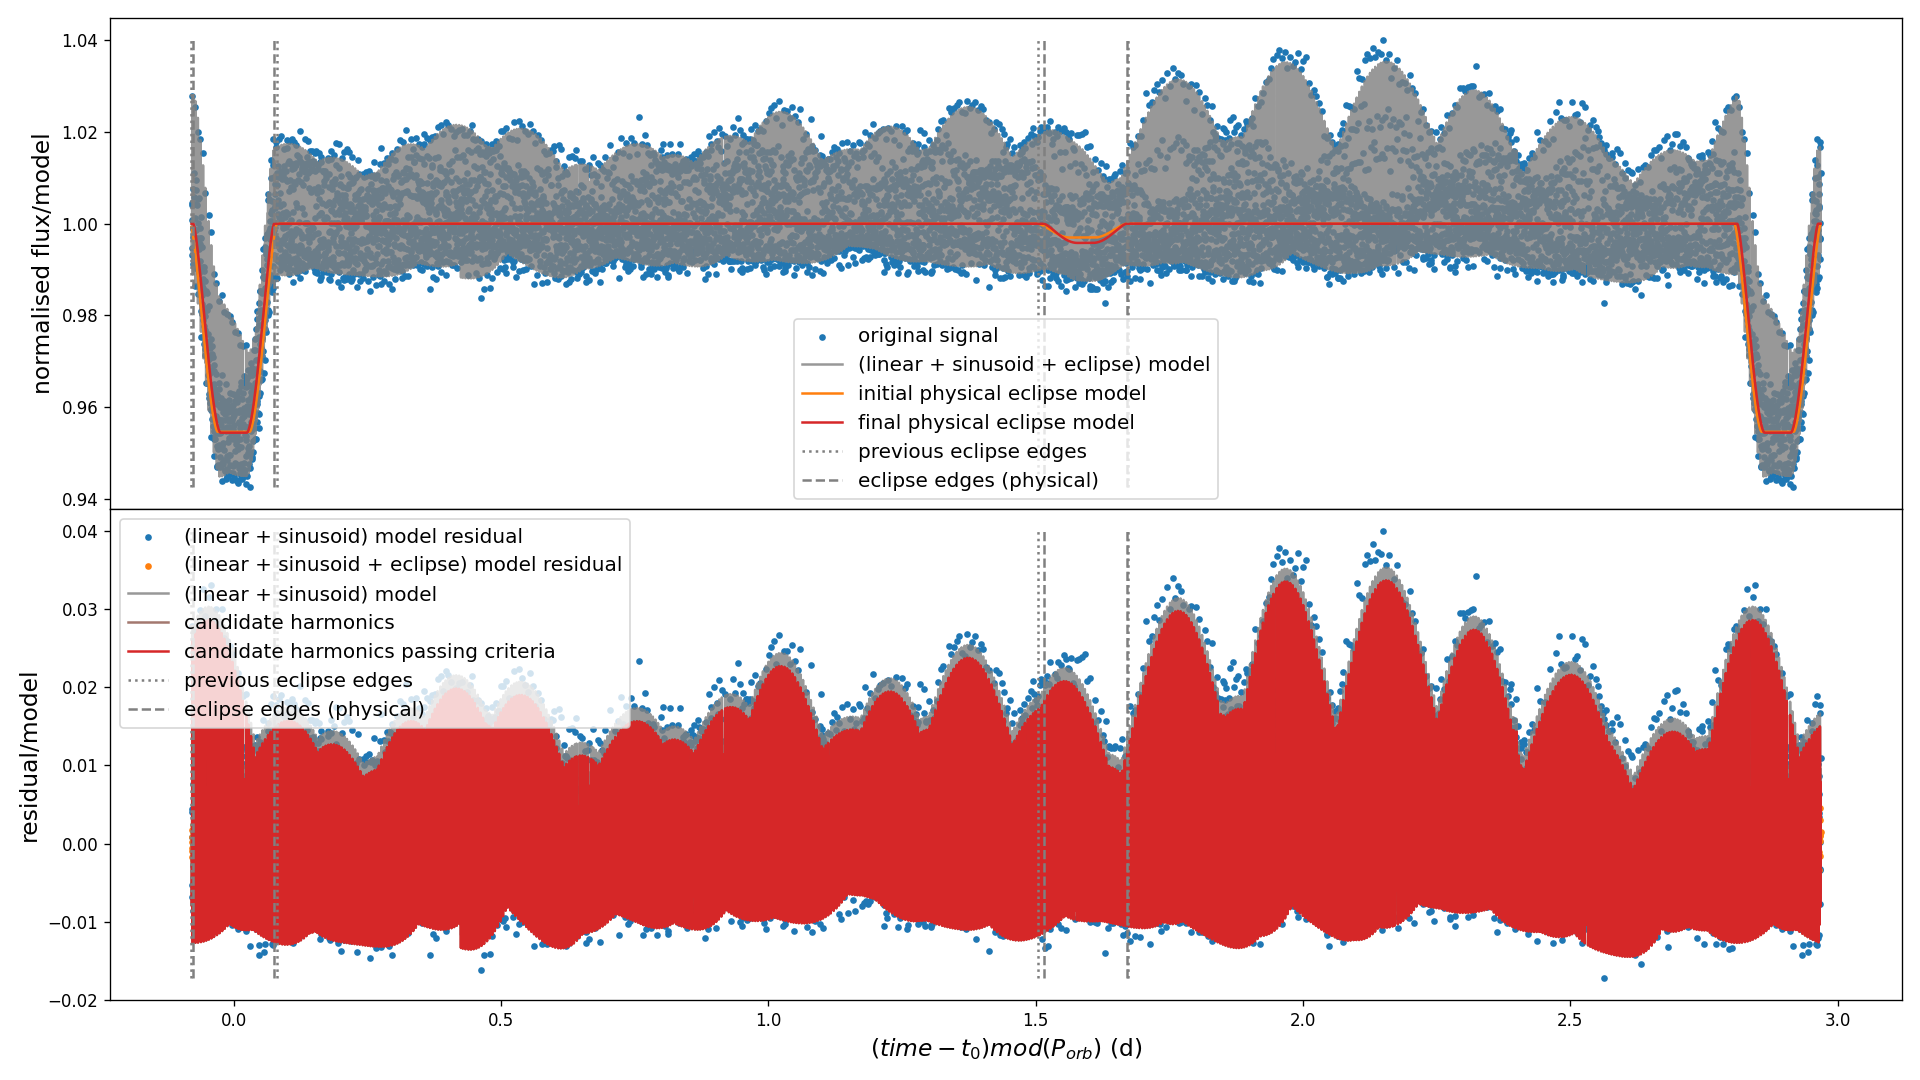 1.04
1.02
1.00
0.98
0.96
0.94
normalised flux/model
original signal
(linear + sinusoid + eclipse) model
initial physical eclipse model
final physical eclipse model
previous eclipse edges
eclipse edges (physical)
0.04
0.03
0.02
0.01
0.00
−0.01
−0.02
residual/model
(linear + sinusoid) model residual
(linear + sinusoid + eclipse) model residual
(linear + sinusoid) model
candidate harmonics
candidate harmonics passing criteria
previous eclipse edges
eclipse edges (physical)
0.0 0.5 1.0 1.5 2.0 2.5 3.0
(time − t₀)mod(P_orb) (d)